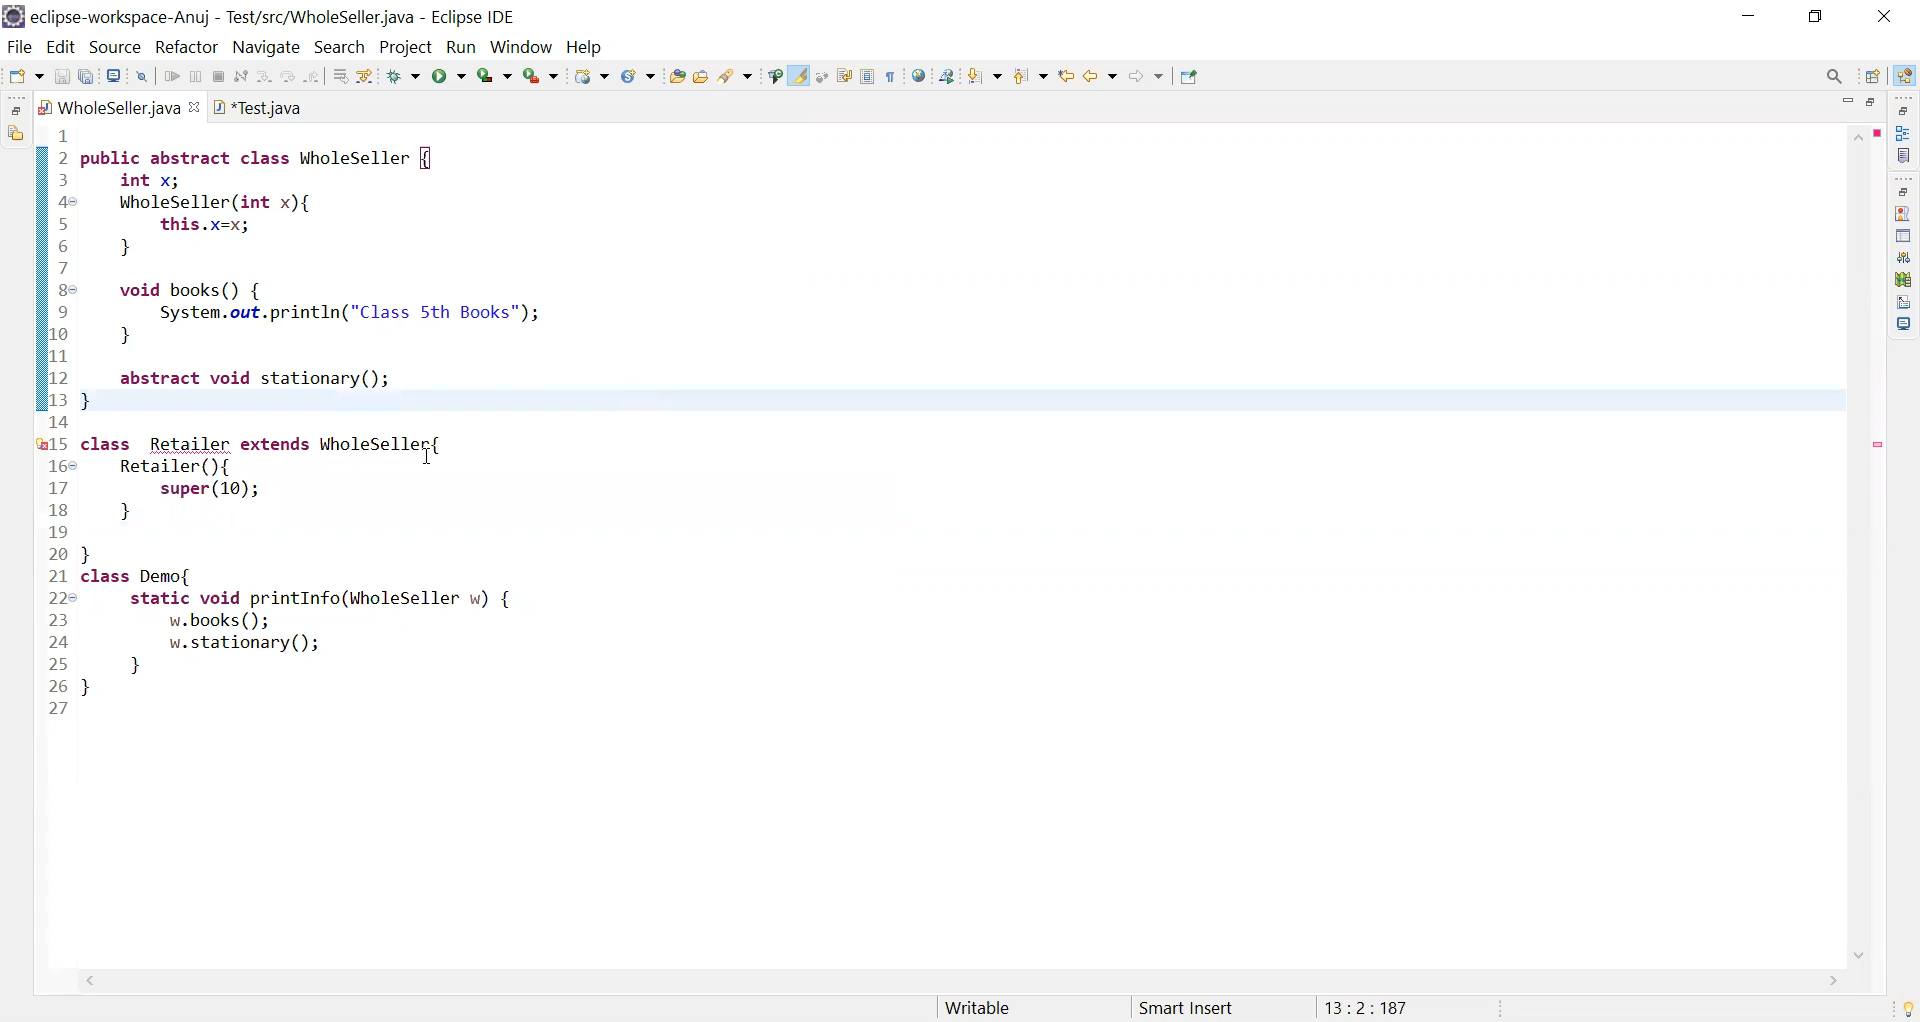 eclipse-workspace-Anuj - Test/src/WholeSeller.java - Eclipse IDE
File Edit Source Refactor Navigate Search Project Run Window Help
WholeSeller.java *Test.java
1
2 public abstract class WholeSeller {
3 int x;
4 WholeSeller(int x){
5 this.x=x;
6 }
7
8 void books() {
9 System.out.println("Class 5th Books");
10 }
11
12 abstract void stationary();
13 }
14
15 class Retailer extends WholeSeller{
16 Retailer(){
17 super(10);
18 }
19
20 }
21 class Demo{
22 static void printInfo(WholeSeller w) {
23 w.books();
24 w.stationary();
25 }
26 }
27
Writable Smart Insert 13 : 2 : 187